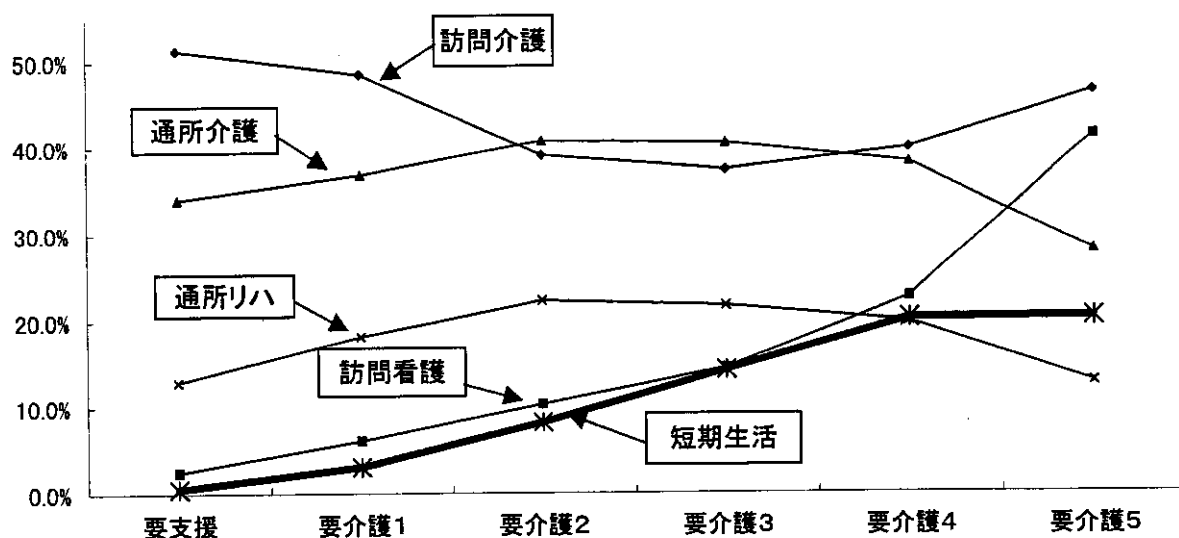 訪問介護
50.0%
通所介護
40.0%
30.0%
通所リハ
20.0%
訪問看護
10.0%
短期生活
0.0%
要支援 要介護1 要介護2 要介護3 要介護4 要介護5